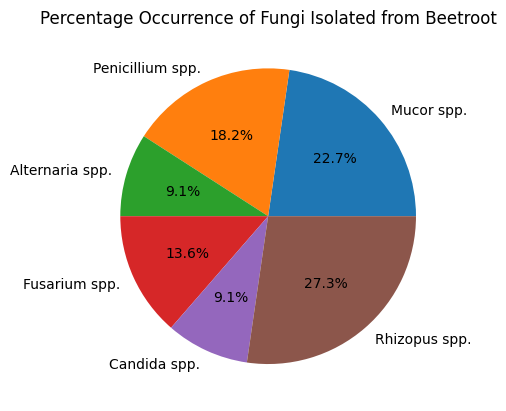 Percentage Occurrence of Fungi Isolated from Beetroot
Penicillium spp.
Mucor spp.
18.2%
22.7%
Alternaria spp.
9.1%
13.6%
27.3%
Fusarium spp.
9.1%
Rhizopus spp.
Candida spp.